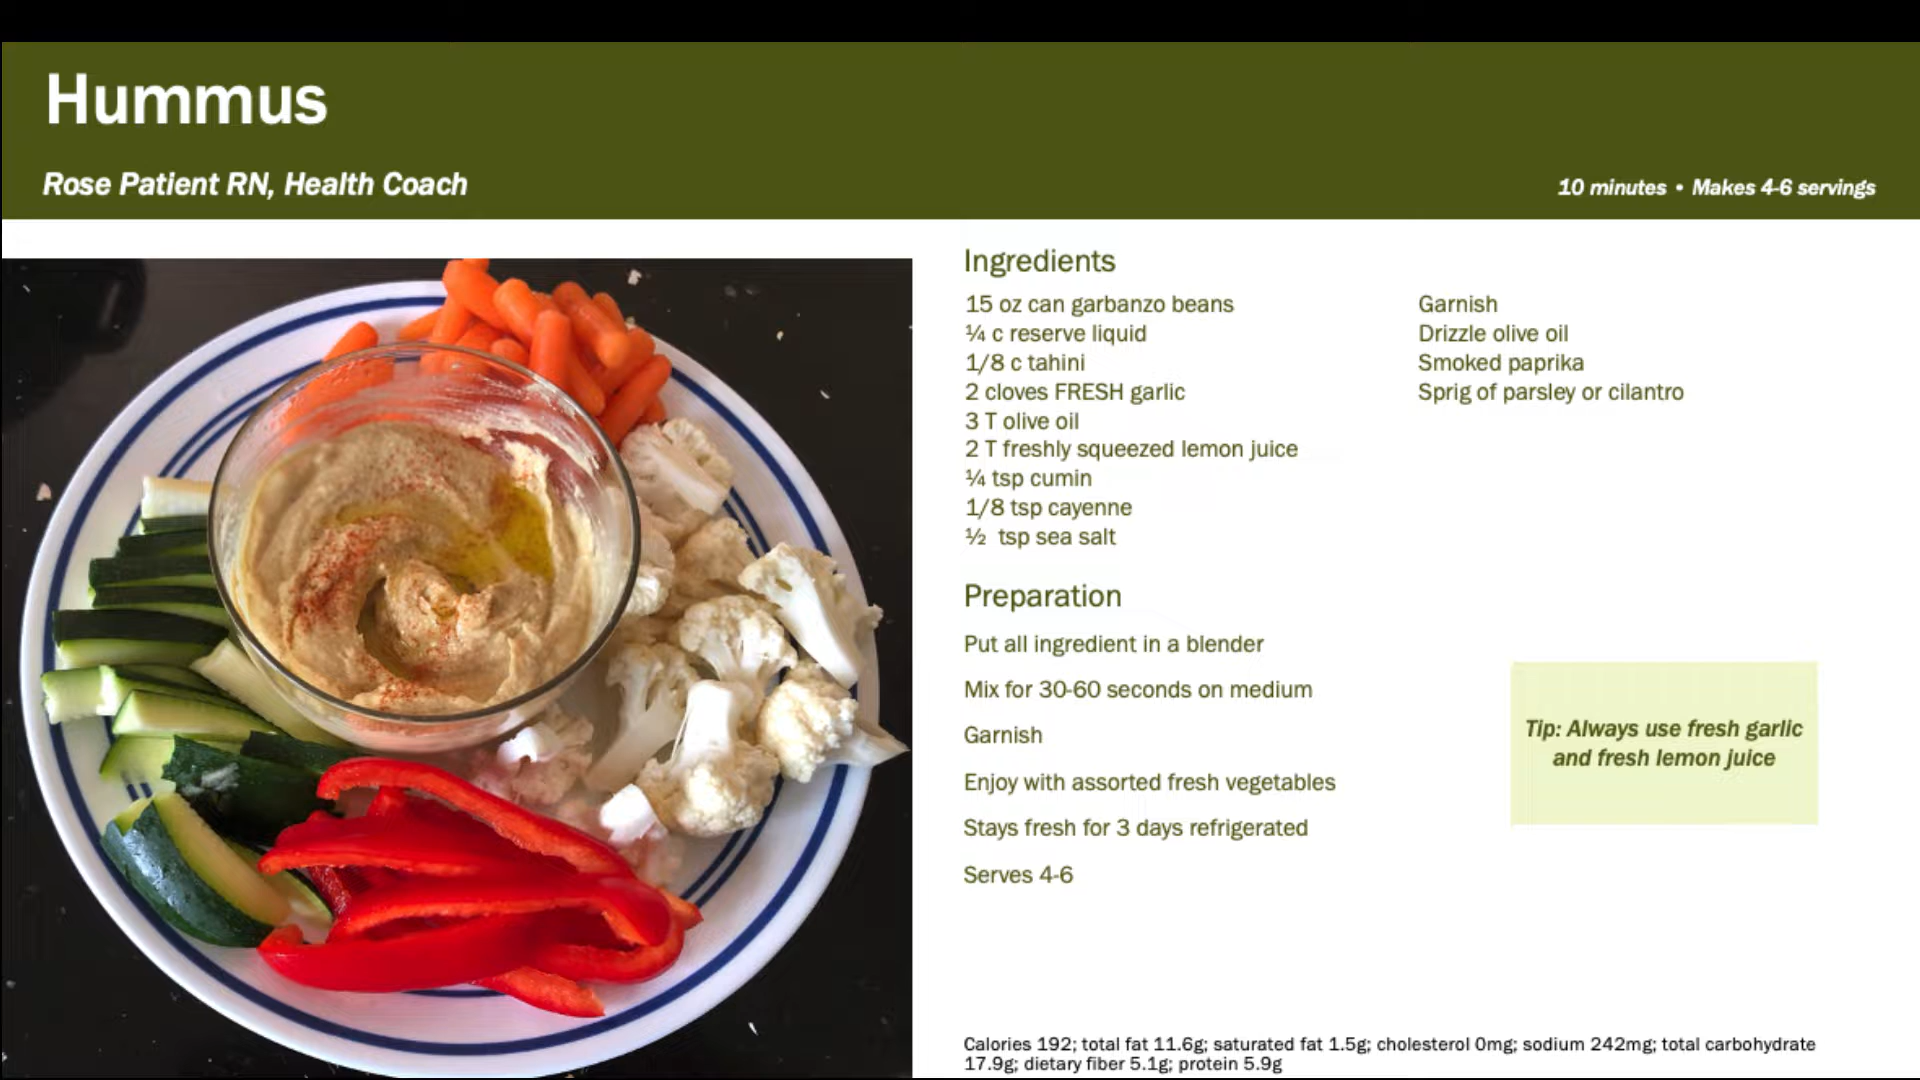 Hummus
Rose Patient RN, Health Coach
10 minutes • Makes 4-6 servings
Ingredients
15 oz can garbanzo beans
¼ c reserve liquid
1/8 c tahini
2 cloves FRESH garlic
3 T olive oil
2 T freshly squeezed lemon juice
¼ tsp cumin
1/8 tsp cayenne
½ tsp sea salt
Garnish
Drizzle olive oil
Smoked paprika
Sprig of parsley or cilantro
Preparation
Put all ingredient in a blender
Mix for 30-60 seconds on medium
Garnish
Enjoy with assorted fresh vegetables
Stays fresh for 3 days refrigerated
Serves 4-6
Tip: Always use fresh garlic
and fresh lemon juice
Calories 192; total fat 11.6g; saturated fat 1.5g; cholesterol 0mg; sodium 242mg; total carbohydrate
17.9g; dietary fiber 5.1g; protein 5.9g